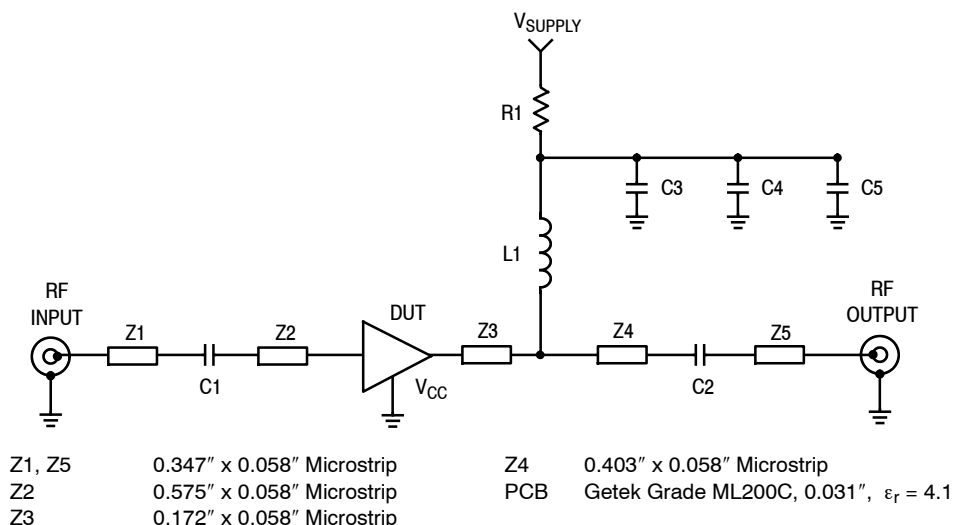 VSUPPLY
R1
C3 C4 C5
L1
RF
INPUT
DUT
RF
OUTPUT
Z1 Z2 Z3 Z4 Z5
C1 VCC C2
Z1, Z5 0.347″ x 0.058″ Microstrip
Z2 0.575″ x 0.058″ Microstrip
Z3 0.172″ x 0.058″ Microstrip
Z4 0.403″ x 0.058″ Microstrip
PCB Getek Grade ML200C, 0.031″, εr = 4.1